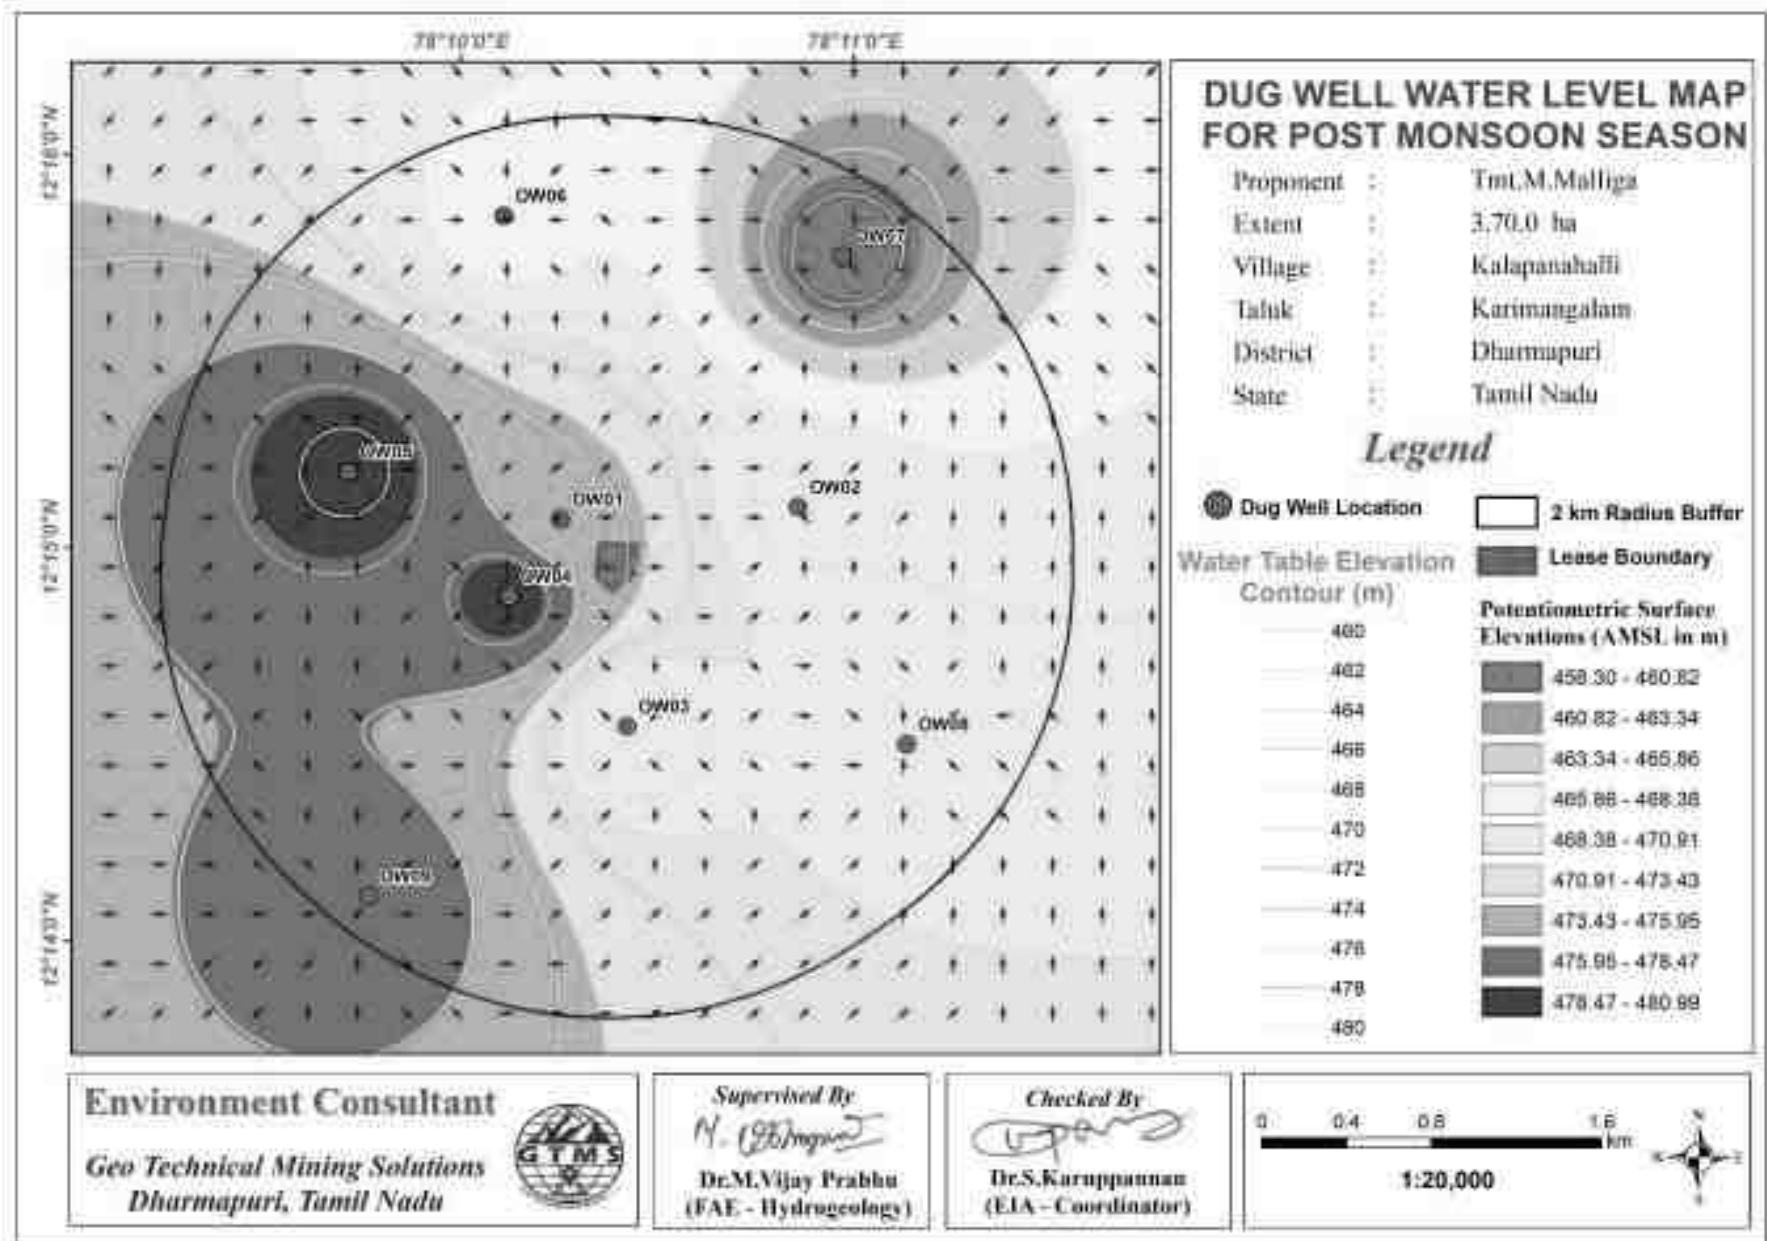 78°10'0"E
78°11'0"E
12°16'0"N
12°15'0"N
12°14'0"N
OW06
OW07
OW05
OW01
OW02
OW04
OW03
OW08
OW09
DUG WELL WATER LEVEL MAP
FOR POST MONSOON SEASON
Proponent : Tmt.M.Malliga
Extent : 3.70.0 ha
Village : Kalapanahalli
Taluk : Karimangalam
District : Dharmapuri
State : Tamil Nadu
Legend
Dug Well Location
2 km Radius Buffer
Lease Boundary
Water Table Elevation
Contour (m)
460
462
464
466
468
470
472
474
476
478
480
Potentiometric Surface
Elevations (AMSL in m)
458.30 - 460.82
460.82 - 463.34
463.34 - 465.86
465.86 - 468.38
468.38 - 470.91
470.91 - 473.43
473.43 - 475.95
475.95 - 478.47
478.47 - 480.99
Environment Consultant
Geo Technical Mining Solutions
Dharmapuri, Tamil Nadu
GTMS
Supervised By
Dr.M.Vijay Prabhu
(FAE - Hydrogeology)
Checked By
Dr.S.Karuppannan
(EIA - Coordinator)
0 0.4 0.8 1.6
km
1:20,000